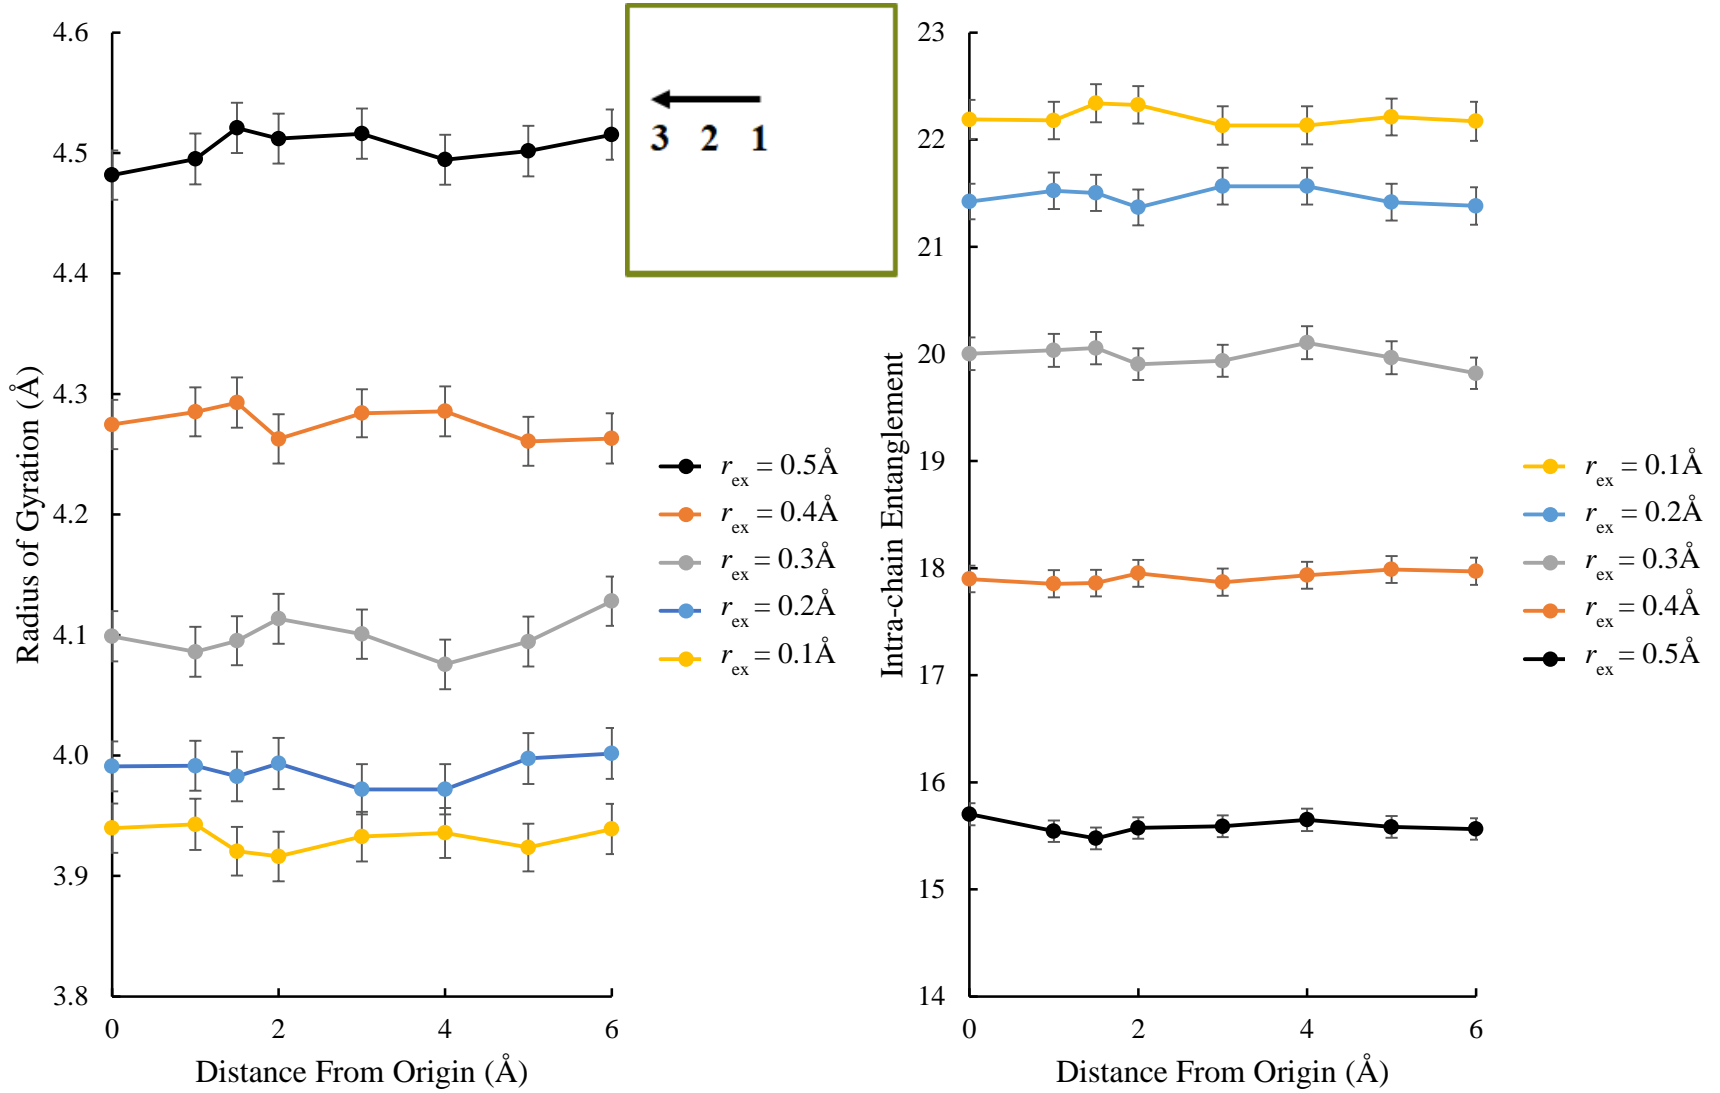 4.6
4.5
4.4
4.3
4.2
4.1
4.0
3.9
3.8
0 2 4 6
Radius of Gyration (Å)
Distance From Origin (Å)
3 2 1
r_ex = 0.5Å
r_ex = 0.4Å
r_ex = 0.3Å
r_ex = 0.2Å
r_ex = 0.1Å
23
22
21
20
19
18
17
16
15
14
0 2 4 6
Intra-chain Entanglement
Distance From Origin (Å)
r_ex = 0.1Å
r_ex = 0.2Å
r_ex = 0.3Å
r_ex = 0.4Å
r_ex = 0.5Å